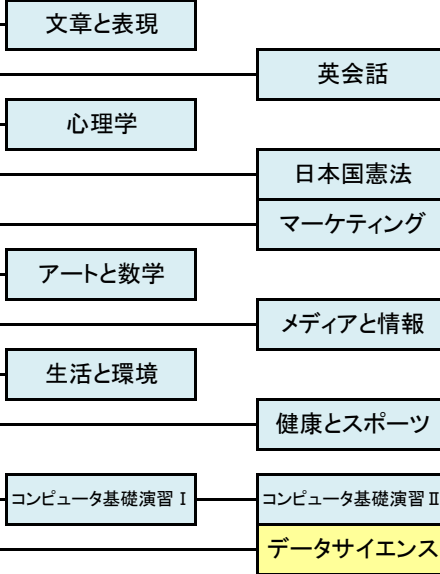 文章と表現
英会話
心理学
日本国憲法
マーケティング
アートと数学
メディアと情報
生活と環境
健康とスポーツ
コンピュータ基礎演習Ⅰ
コンピュータ基礎演習Ⅱ
データサイエンス